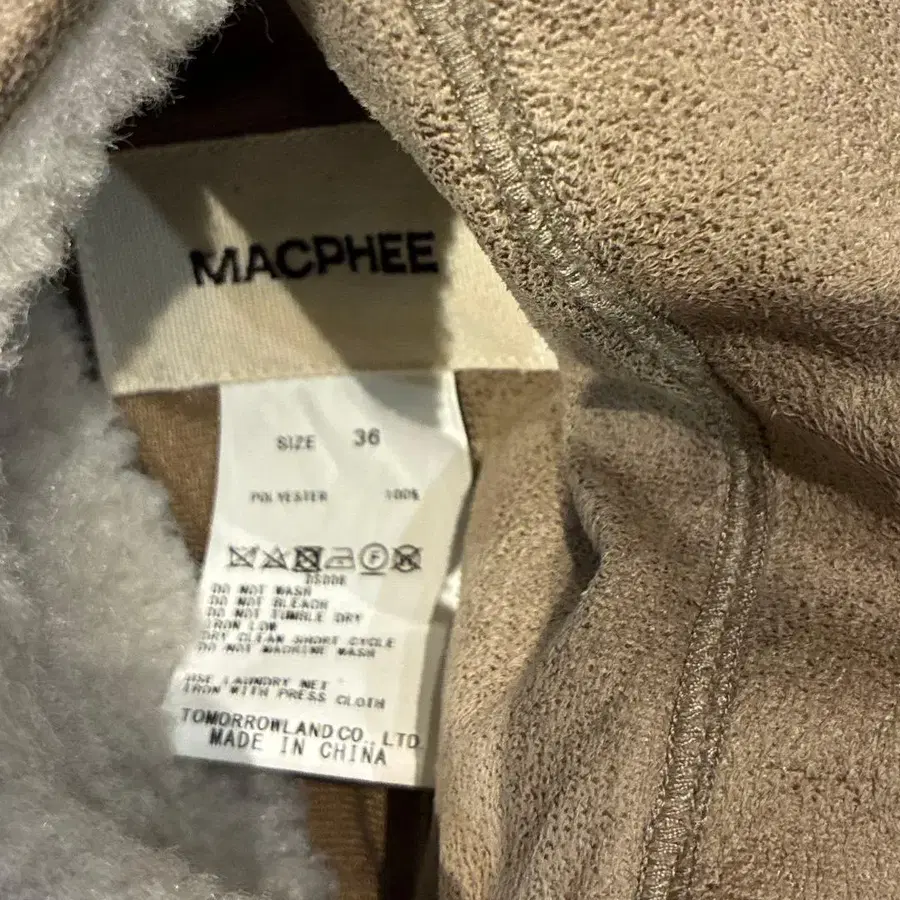 MACPHEE
SIZE 36
POLYESTER 100%
DS00B
DO NOT WASH
DO NOT BLEACH
DO NOT TUMBLE DRY
IRON LOW
DRY CLEAN SHORT CYCLE
DO NOT MACHINE WASH
USE LAUNDRY NET
IRON WITH PRESS CLOTH
TOMORROWLAND CO., LTD.
MADE IN CHINA